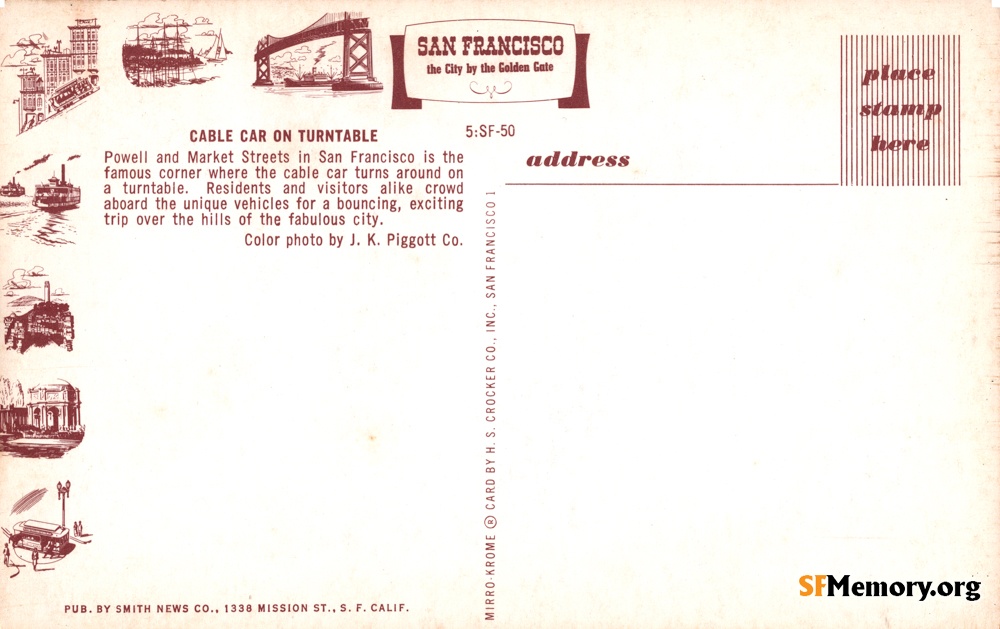 SAN FRANCISCO
the City by the Golden Gate
place
stamp
here
5:SF-50
CABLE CAR ON TURNTABLE
Powell and Market Streets in San Francisco is the
famous corner where the cable car turns around on
a turntable. Residents and visitors alike crowd
aboard the unique vehicles for a bouncing, exciting
trip over the hills of the fabulous city.
Color photo by J. K. Piggott Co.
address
MIRRO-KROME ® CARD BY H. S. CROCKER CO., INC., SAN FRANCISCO 1
PUB. BY SMITH NEWS CO., 1338 MISSION ST., S. F. CALIF.
SFMemory.org